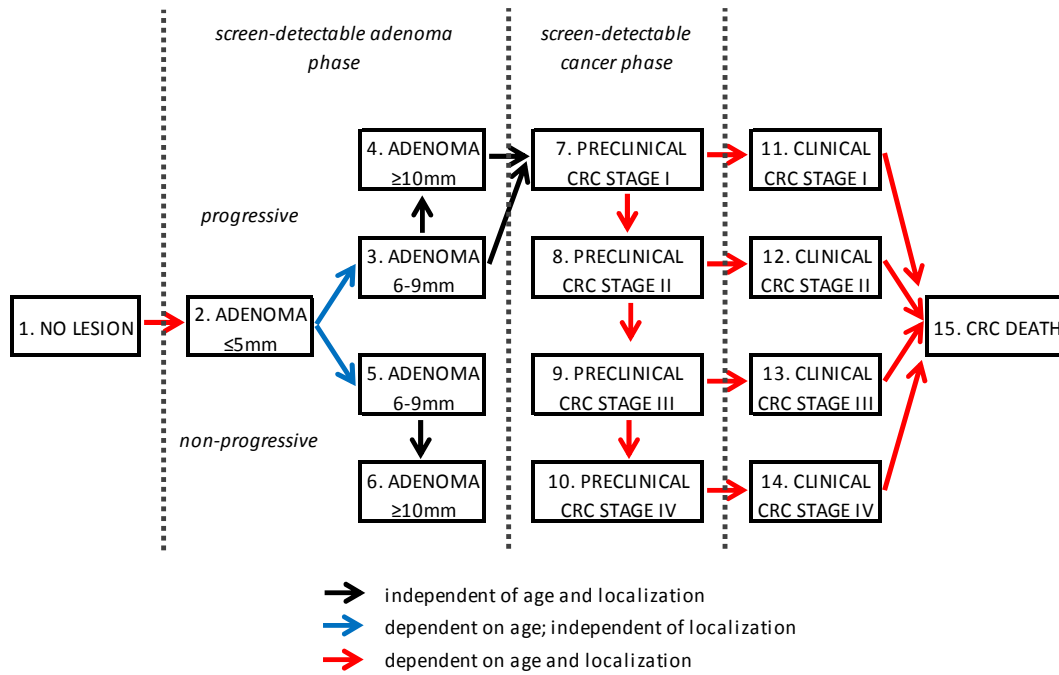 screen-detectable adenoma
phase
screen-detectable
cancer phase
4. ADENOMA
≥10mm
7. PRECLINICAL
CRC STAGE I
11. CLINICAL
CRC STAGE I
progressive
3. ADENOMA
6-9mm
8. PRECLINICAL
CRC STAGE II
12. CLINICAL
CRC STAGE II
1. NO LESION
2. ADENOMA
≤5mm
15. CRC DEATH
5. ADENOMA
6-9mm
9. PRECLINICAL
CRC STAGE III
13. CLINICAL
CRC STAGE III
non-progressive
6. ADENOMA
≥10mm
10. PRECLINICAL
CRC STAGE IV
14. CLINICAL
CRC STAGE IV
independent of age and localization
dependent on age; independent of localization
dependent on age and localization